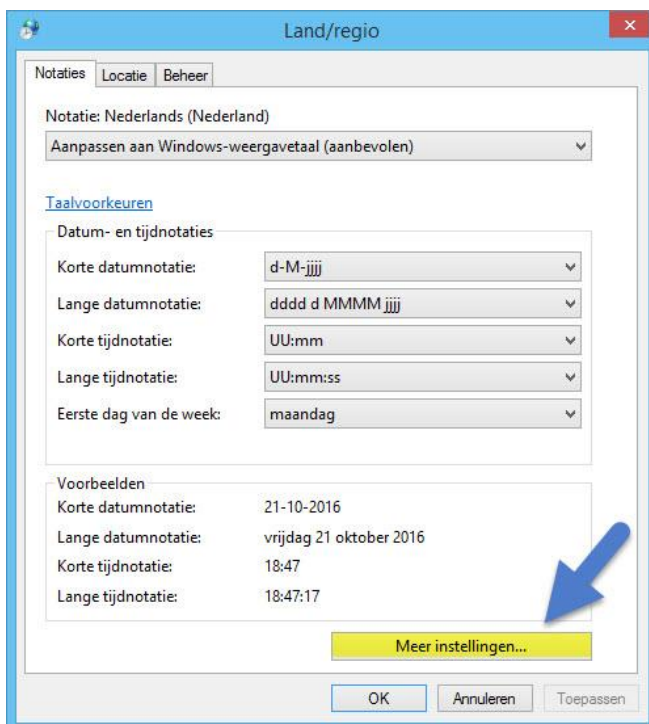 Land/regio
Notaties Locatie Beheer
Notatie: Nederlands (Nederland)
Aanpassen aan Windows-weergavetaal (aanbevolen)
Taalvoorkeuren
Datum- en tijdnotaties
Korte datumnotatie: d-M-jjjj
Lange datumnotatie: dddd d MMMM jjjj
Korte tijdnotatie: UU:mm
Lange tijdnotatie: UU:mm:ss
Eerste dag van de week: maandag
Voorbeelden
Korte datumnotatie: 21-10-2016
Lange datumnotatie: vrijdag 21 oktober 2016
Korte tijdnotatie: 18:47
Lange tijdnotatie: 18:47:17
Meer instellingen...
OK Annuleren Toepassen